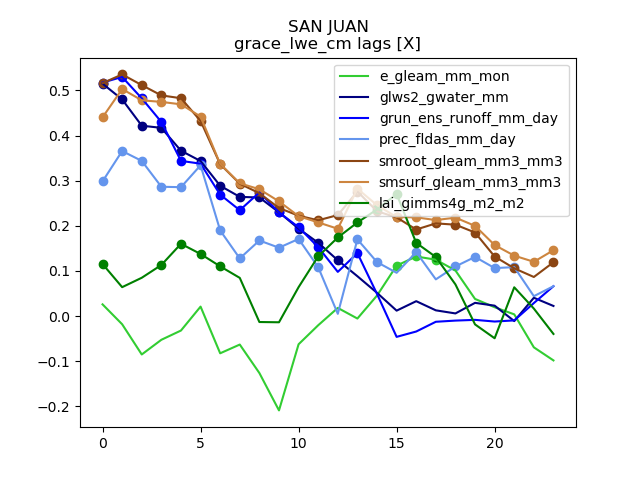 SAN JUAN
grace_lwe_cm lags [X]
e_gleam_mm_mon
glws2_gwater_mm
grun_ens_runoff_mm_day
prec_fldas_mm_day
smroot_gleam_mm3_mm3
smsurf_gleam_mm3_mm3
lai_gimms4g_m2_m2
0.5
0.4
0.3
0.2
0.1
0.0
−0.1
−0.2
0 5 10 15 20